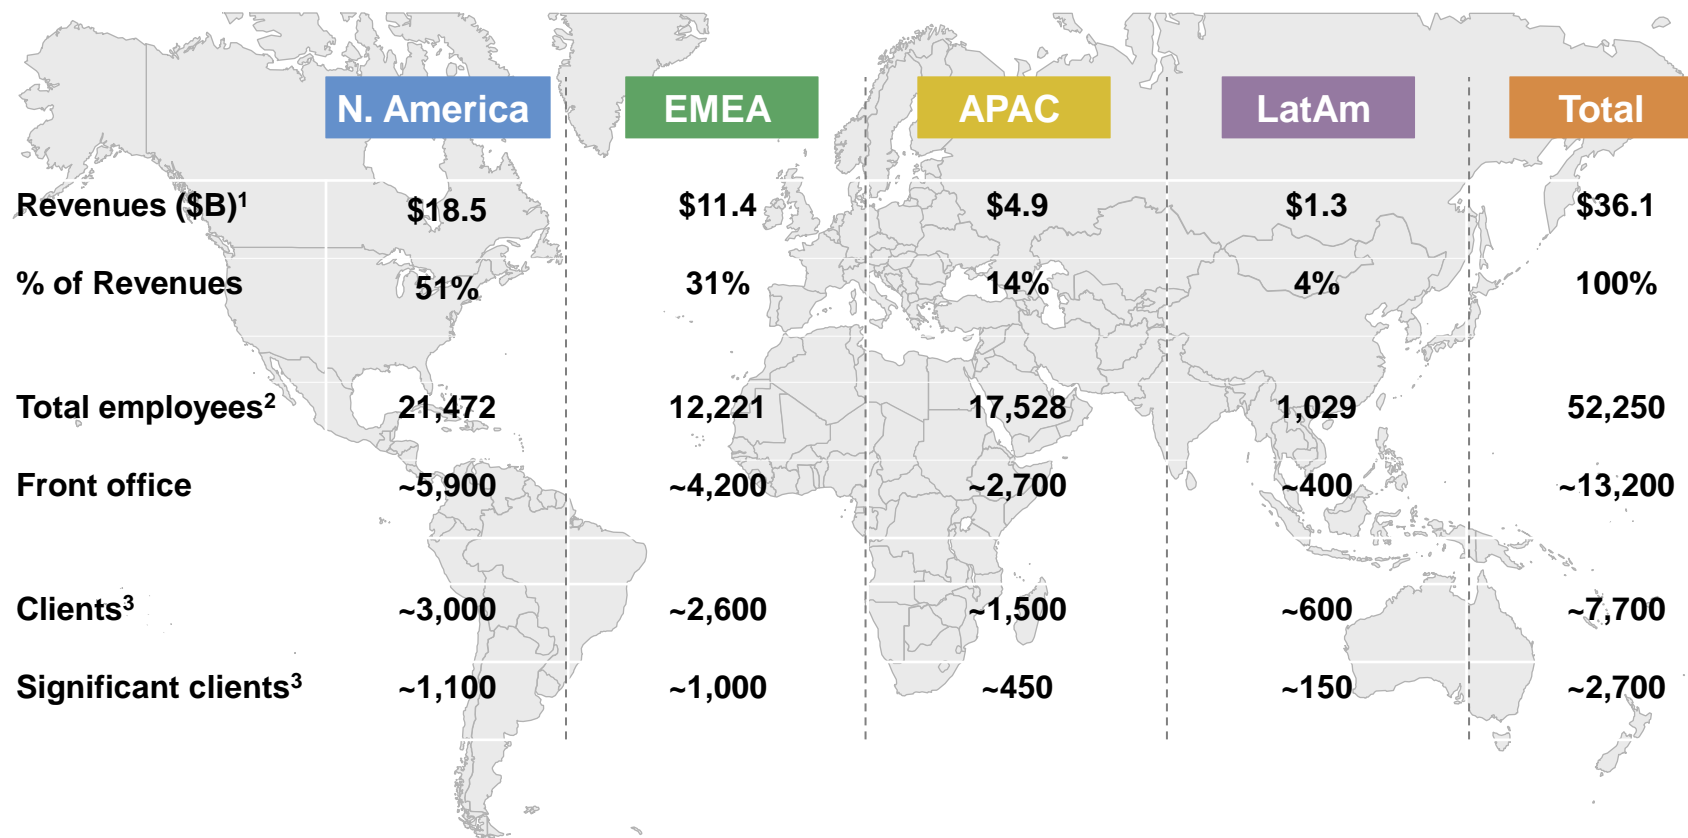 N. America EMEA APAC LatAm Total
Revenues ($B)1 $18.5 $11.4 $4.9 $1.3 $36.1
% of Revenues 51% 31% 14% 4% 100%
Total employees2 21,472 12,221 17,528 1,029 52,250
Front office ~5,900 ~4,200 ~2,700 ~400 ~13,200
Clients3 ~3,000 ~2,600 ~1,500 ~600 ~7,700
Significant clients3 ~1,100 ~1,000 ~450 ~150 ~2,700